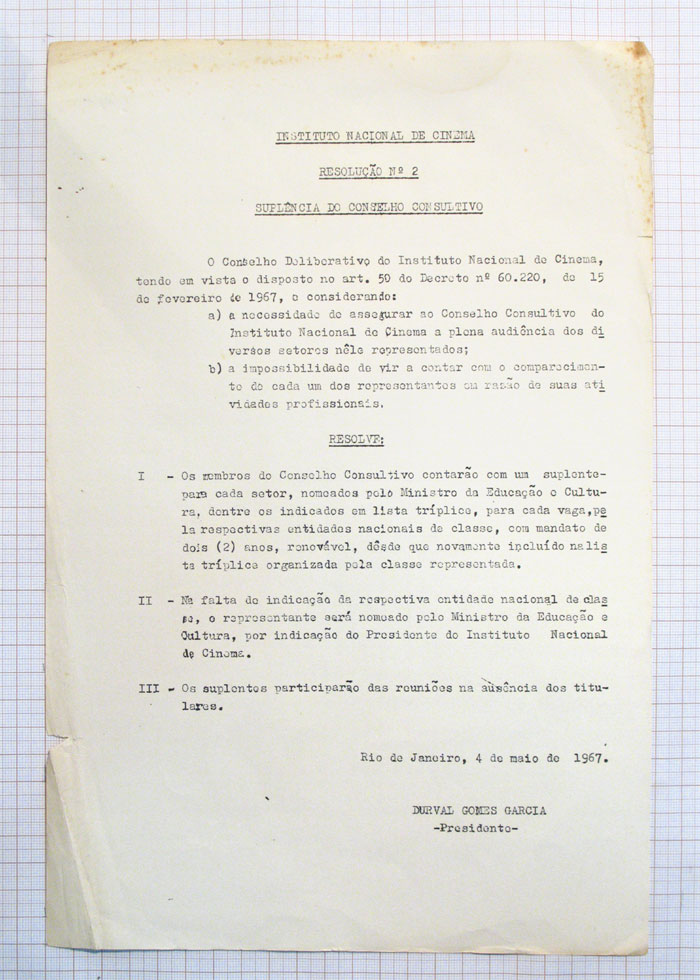 INSTITUTO NACIONAL DE CINEMA
RESOLUÇÃO Nº 2
SUPLÊNCIA DO CONSELHO CONSULTIVO
O Conselho Deliberativo do Instituto Nacional de Cinema,
tendo em vista o disposto no art. 50 do Decreto nº 60.220, de 15
de fevereiro de 1967, e considerando:
a) a necessidade de assegurar ao Conselho Consultivo do
Instituto Nacional de Cinema a plena audiência dos di
versos setores nêle representados;
b) a impossibilidade de vir a contar com o comparecimen-
to de cada um dos representantes em razão de suas ati
vidades profissionais.
RESOLVE:
I - Os membros do Conselho Consultivo contarão com um suplente-
para cada setor, nomeados pelo Ministro da Educação e Cultu-
ra, dentre os indicados em lista tríplice, para cada vaga,pe
la respectivas entidades nacionais de classe, com mandato de
dois (2) anos, renovável, dêsde que novamente incluído na lis
ta tríplice organizada pela classe representada.
II - Na falta de indicação da respectiva entidade nacional de clas
se, o representante será nomeado pelo Ministro da Educação e
Cultura, por indicação do Presidente do Instituto Nacional
de Cinema.
III - Os suplentes participarão das reuniões na ausência dos titu-
lares.
Rio de Janeiro, 4 de maio de 1967.
DURVAL GOMES GARCIA
-Presidente-